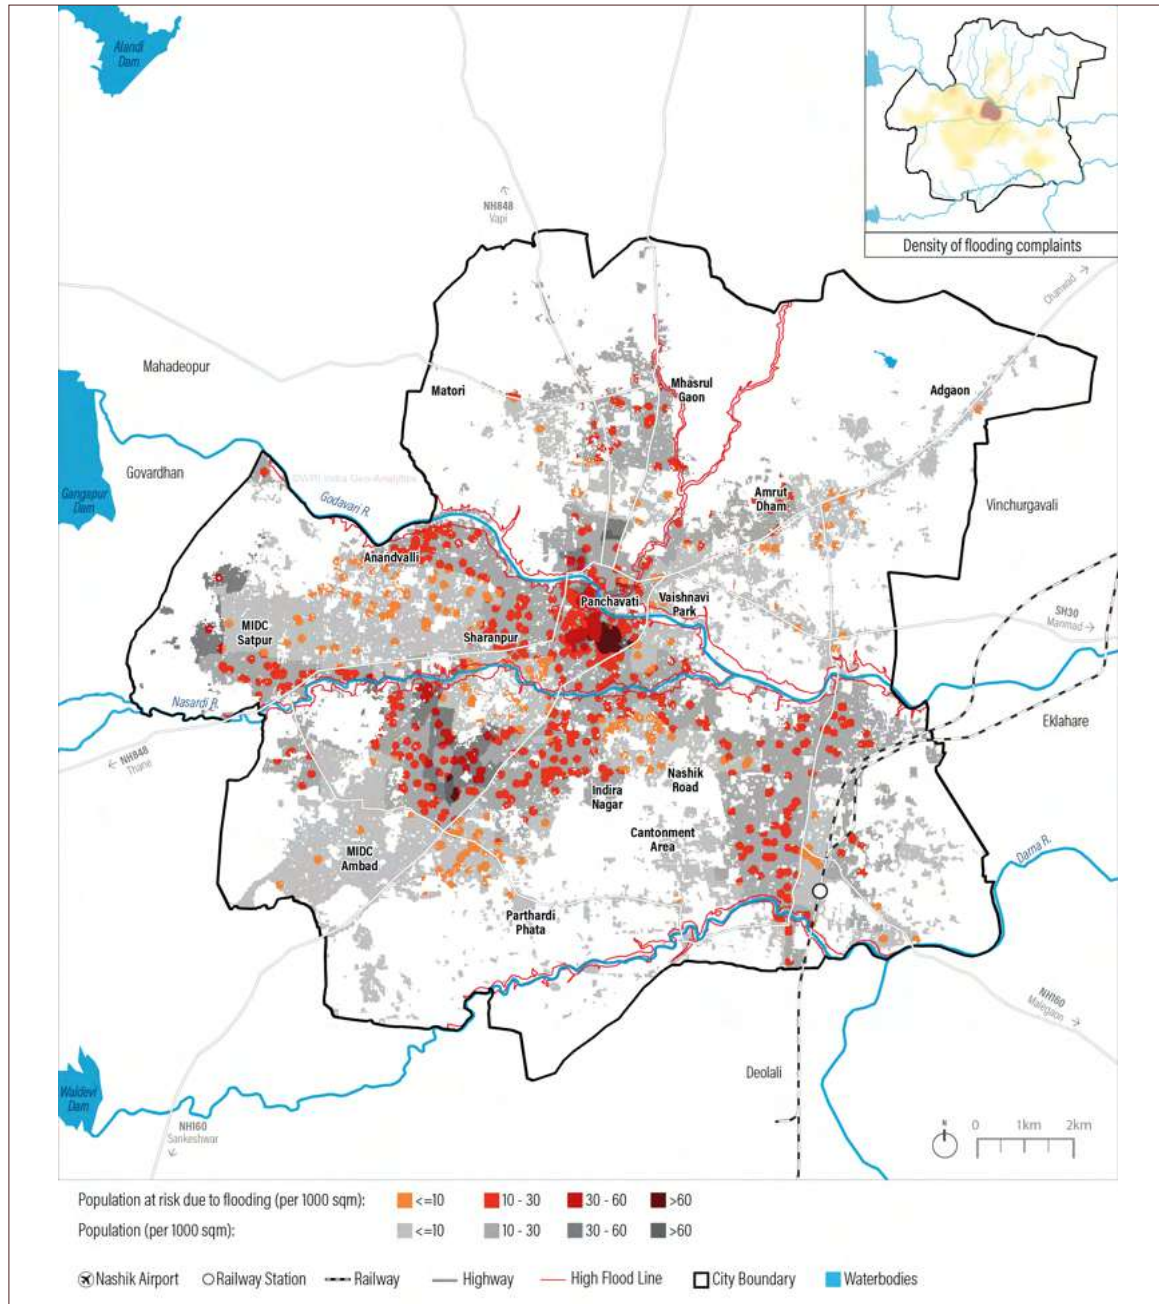 Alandi
Dam
Density of flooding complaints
NH848
Vapi
Chanwad
Mahadeopur
Matori
Mhasrul
Gaon
Adgaon
Govardhan
Gangapur
Dam
Godavari R.
Amrut
Dham
Vinchurgavali
Anandvalli
Panchavati
Vaishnavi
Park
MIDC
Satpur
Sharanpur
SH30
Manmad
Nasardi R.
NH848
Thane
Eklahare
Indira
Nagar
Nashik
Road
Cantonment
Area
MIDC
Ambad
Darna R.
Parthardi
Phata
NH160
Malegaon
Deolali
Waldevi
Dam
NH160
Sankeshwar
N
0 1km 2km
Population at risk due to flooding (per 1000 sqm): <=10 10 - 30 30 - 60 >60
Population (per 1000 sqm): <=10 10 - 30 30 - 60 >60
Nashik Airport Railway Station Railway Highway High Flood Line City Boundary Waterbodies